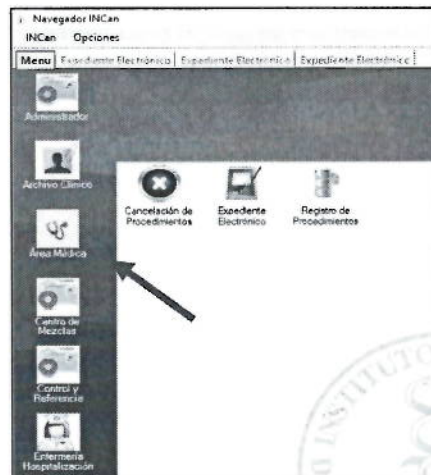 Navegador INCan
INCan Opciones
Menu Expediente Electrónico Expediente Electrónico Expediente Electrónico
Administrador
Archivo Clínico
Área Médica
Centro de
Mezclas
Control y
Referencia
Enfermería
Hospitalización
Cancelación de
Procedimientos
Expediente
Electrónico
Registro de
Procedimientos
INSTITUTO